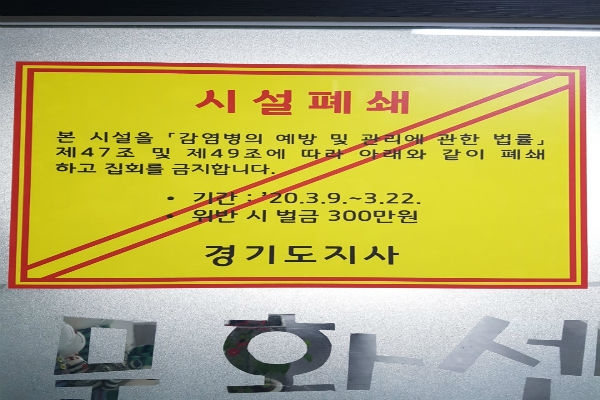 시설폐쇄
본 시설을 「감염병의 예방 및 관리에 관한 법률」
제47조 및 제49조에 따라 아래와 같이 폐쇄
하고 집회를 금지합니다.
• 기간 : '20.3.9.~3.22.
• 위반 시 벌금 300만원
경기도지사
문화센